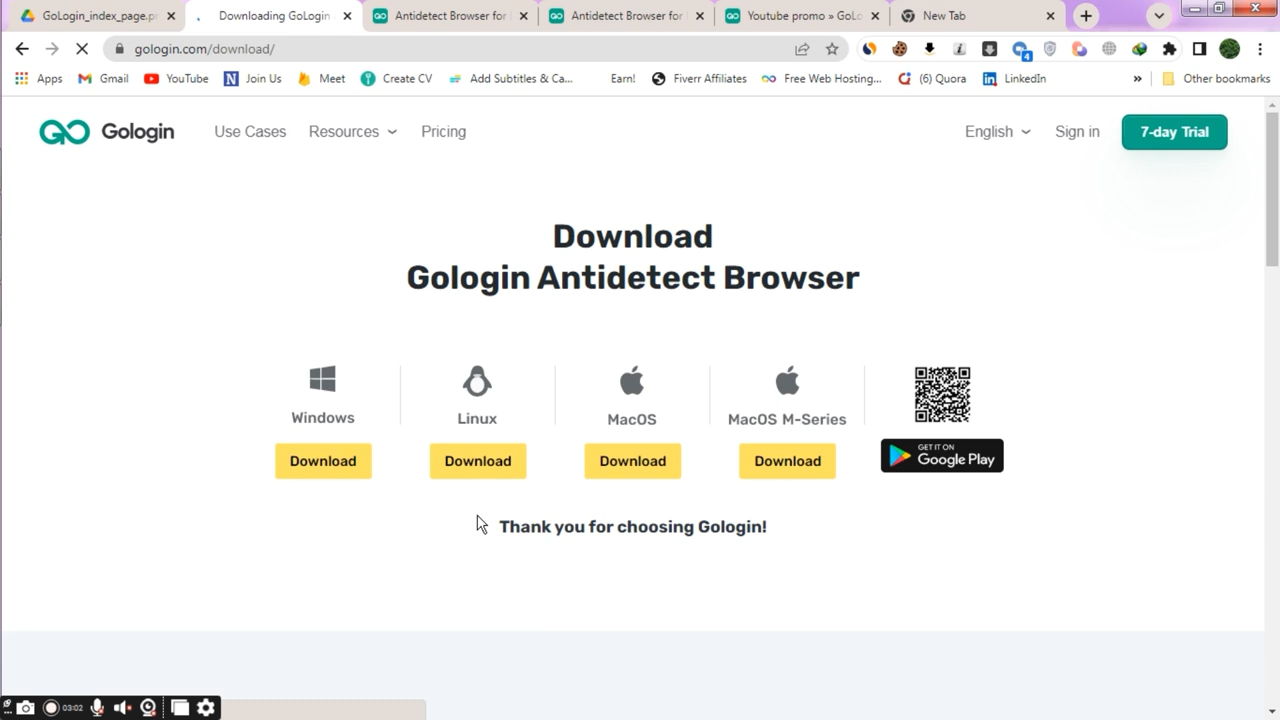 GoLogin_index_page.p
Downloading GoLogin
Antidetect Browser for
Antidetect Browser for
Youtube promo » GoLo
New Tab
gologin.com/download/
4
Apps
Gmail
YouTube
Join Us
Meet
Create CV
Add Subtitles & Ca...
Earn!
Fiverr Affiliates
Free Web Hosting...
(6) Quora
LinkedIn
»
Other bookmarks
Gologin
Use Cases
Resources
Pricing
English
Sign in
7-day Trial
Download
Gologin Antidetect Browser
Windows
Linux
MacOS
MacOS M-Series
Download
Download
Download
Download
GET IT ON
Google Play
Thank you for choosing Gologin!
03:02